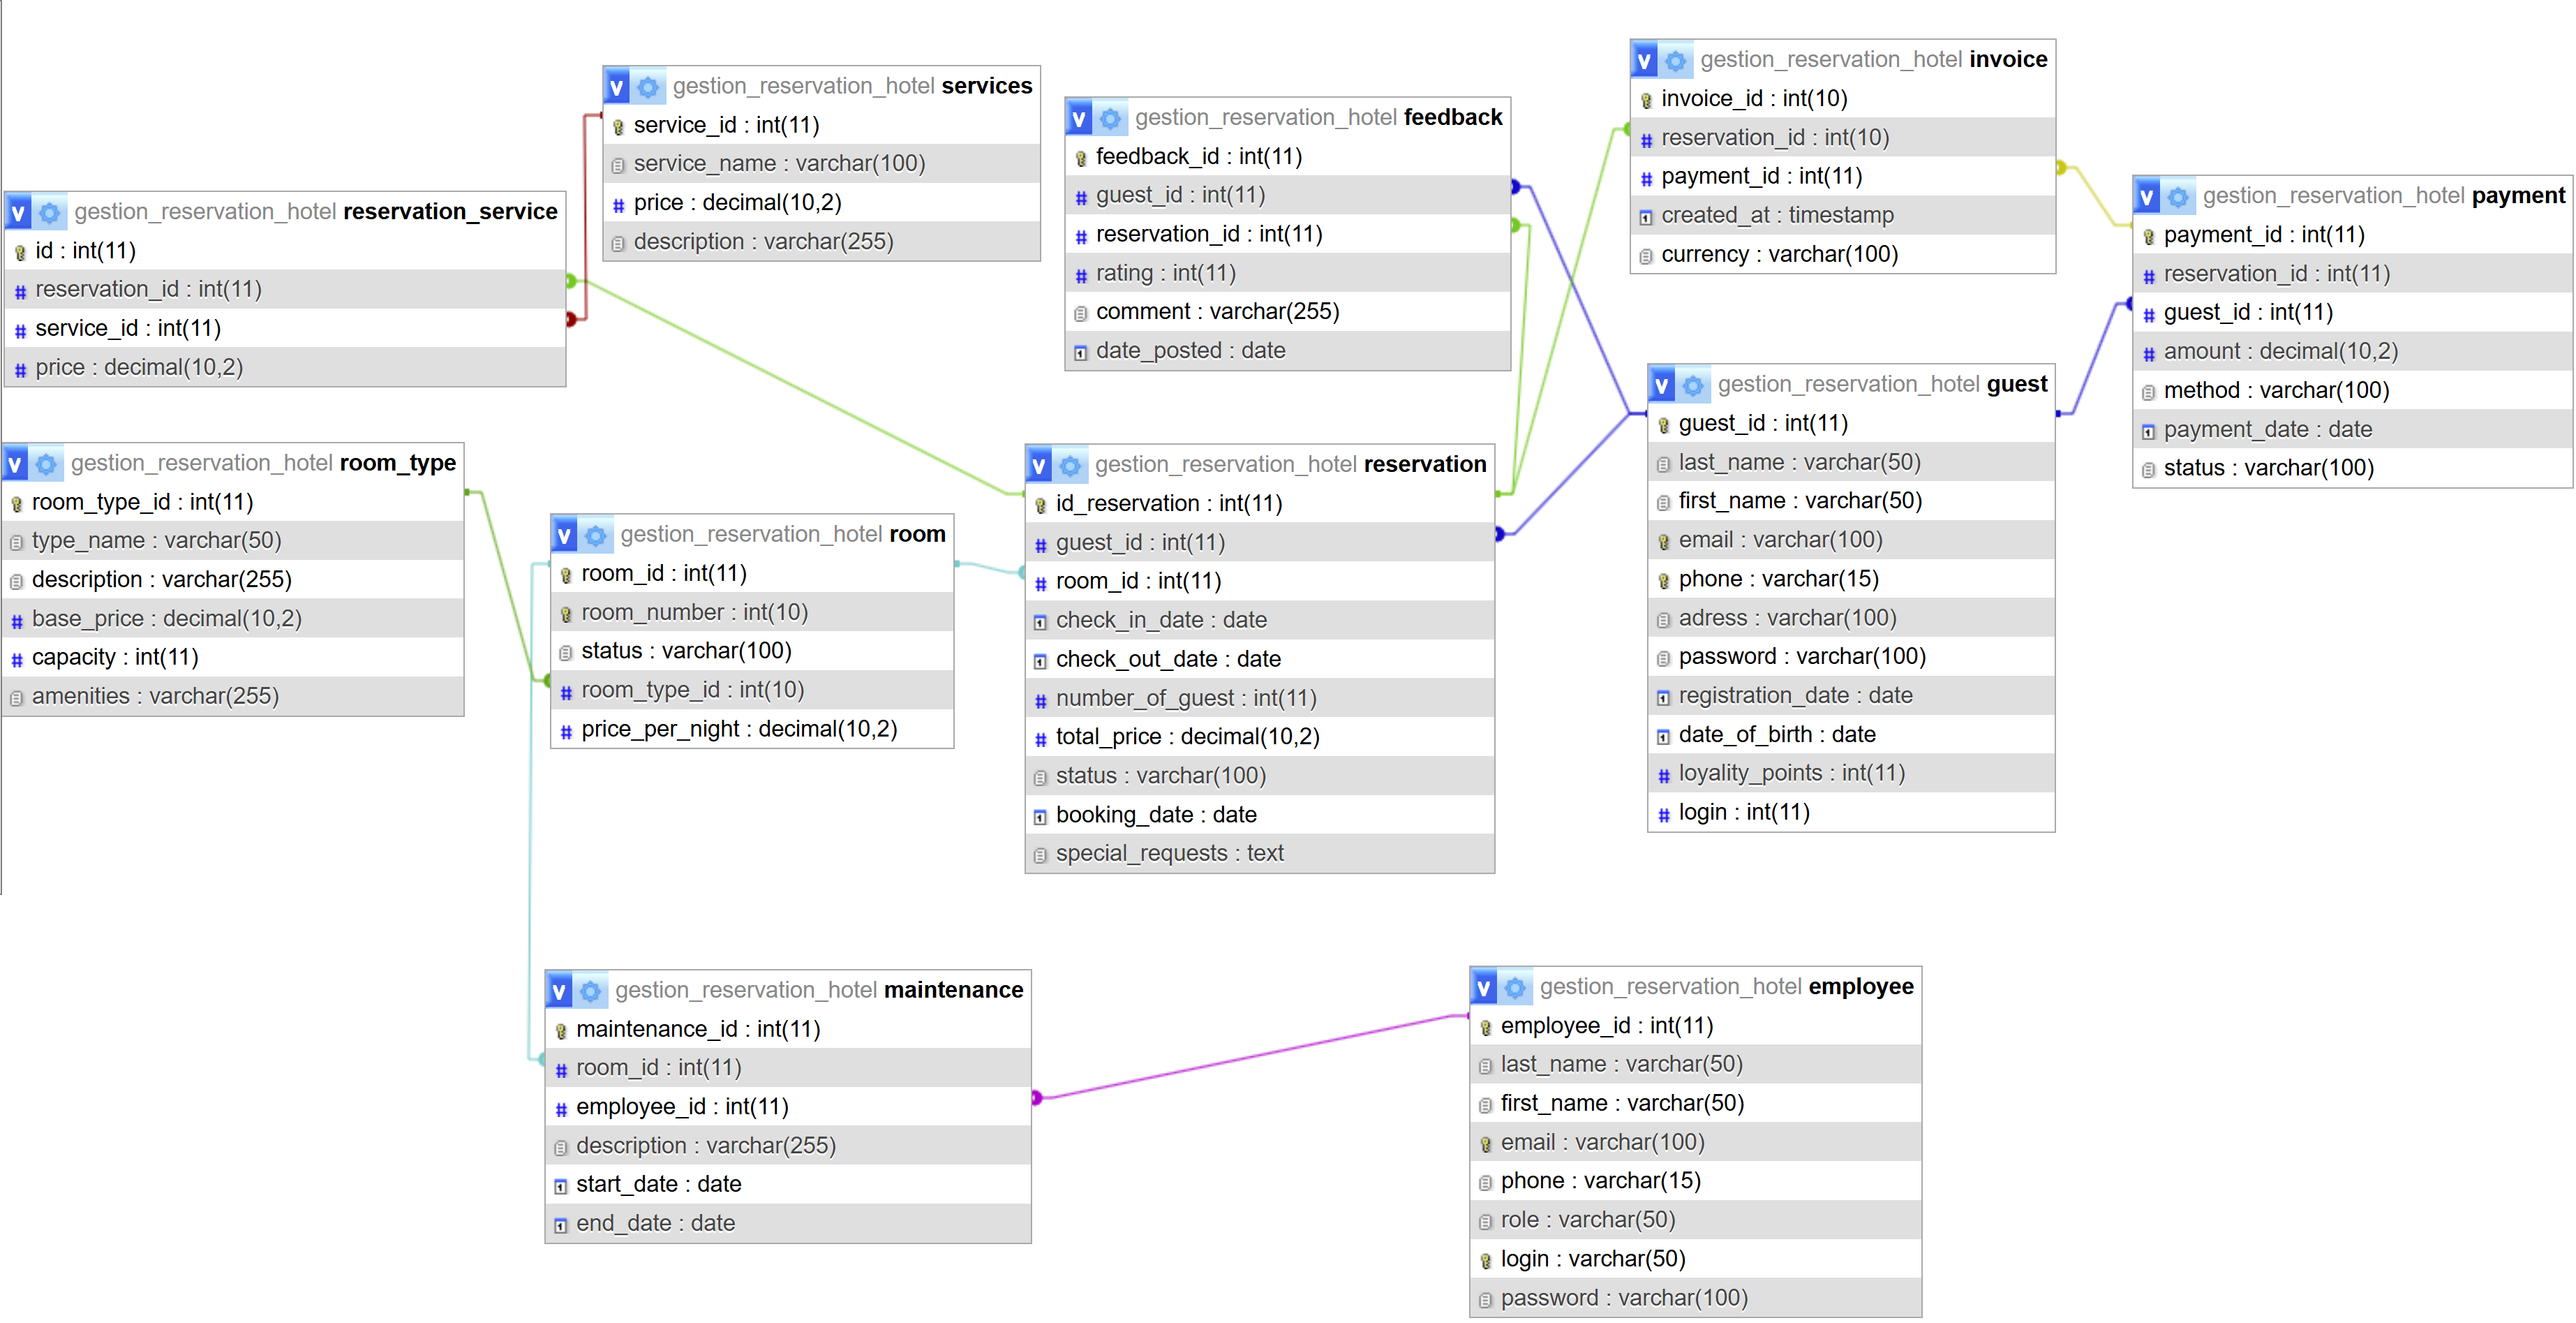 gestion_reservation_hotel services
service_id : int(11)
service_name : varchar(100)
price : decimal(10,2)
description : varchar(255)
gestion_reservation_hotel feedback
feedback_id : int(11)
guest_id : int(11)
reservation_id : int(11)
rating : int(11)
comment : varchar(255)
date_posted : date
gestion_reservation_hotel invoice
invoice_id : int(10)
reservation_id : int(10)
payment_id : int(11)
created_at : timestamp
currency : varchar(100)
gestion_reservation_hotel payment
payment_id : int(11)
reservation_id : int(11)
guest_id : int(11)
amount : decimal(10,2)
method : varchar(100)
payment_date : date
status : varchar(100)
gestion_reservation_hotel reservation_service
id : int(11)
reservation_id : int(11)
service_id : int(11)
price : decimal(10,2)
gestion_reservation_hotel room_type
room_type_id : int(11)
type_name : varchar(50)
description : varchar(255)
base_price : decimal(10,2)
capacity : int(11)
amenities : varchar(255)
gestion_reservation_hotel room
room_id : int(11)
room_number : int(10)
status : varchar(100)
room_type_id : int(10)
price_per_night : decimal(10,2)
gestion_reservation_hotel reservation
id_reservation : int(11)
guest_id : int(11)
room_id : int(11)
check_in_date : date
check_out_date : date
number_of_guest : int(11)
total_price : decimal(10,2)
status : varchar(100)
booking_date : date
special_requests : text
gestion_reservation_hotel guest
guest_id : int(11)
last_name : varchar(50)
first_name : varchar(50)
email : varchar(100)
phone : varchar(15)
adress : varchar(100)
password : varchar(100)
registration_date : date
date_of_birth : date
loyality_points : int(11)
login : int(11)
gestion_reservation_hotel maintenance
maintenance_id : int(11)
room_id : int(11)
employee_id : int(11)
description : varchar(255)
start_date : date
end_date : date
gestion_reservation_hotel employee
employee_id : int(11)
last_name : varchar(50)
first_name : varchar(50)
email : varchar(100)
phone : varchar(15)
role : varchar(50)
login : varchar(50)
password : varchar(100)